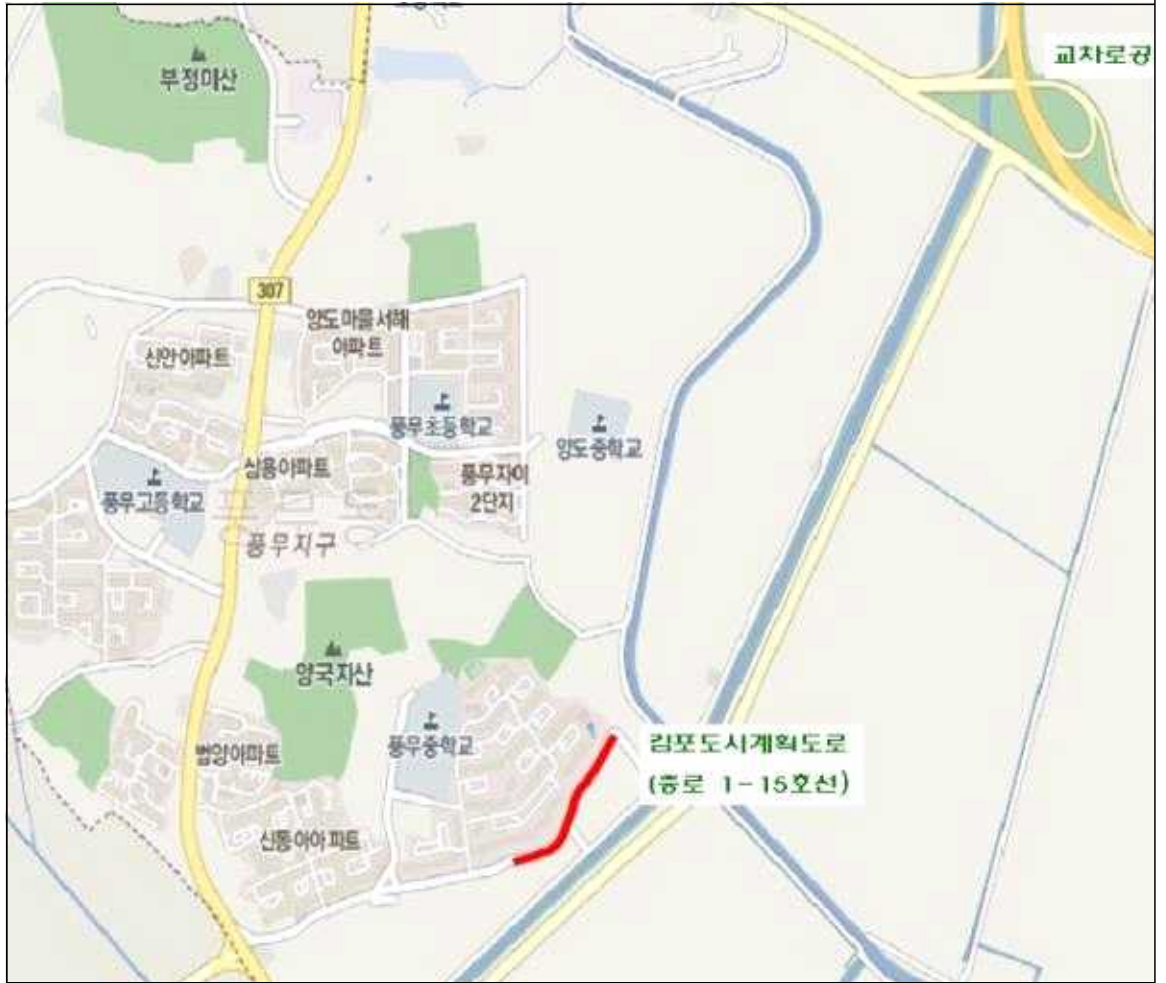 교차로공
부정마산
307
양도마을서해
아파트
신안아파트
풍무초등학교
양도중학교
삼용아파트
풍무자이
2단지
풍무고등학교
풍무지구
양국지산
풍무중학교
범양아파트
신동아아파트
김포도시계획도로
(중로 1-15호선)